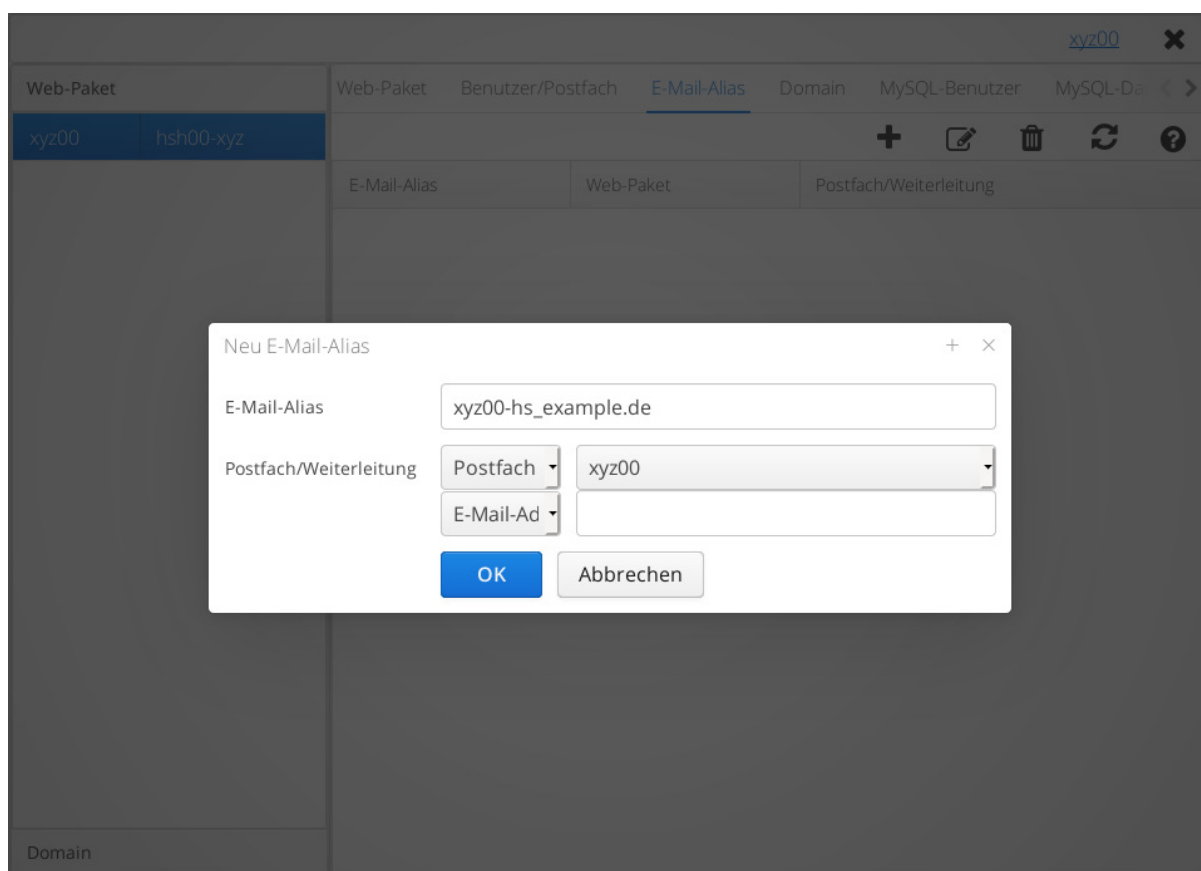 xyz00
Web-Paket
Web-Paket Benutzer/Postfach E-Mail-Alias Domain MySQL-Benutzer MySQL-Da
xyz00 hsh00-xyz
E-Mail-Alias Web-Paket Postfach/Weiterleitung
Neu E-Mail-Alias
E-Mail-Alias xyz00-hs_example.de
Postfach/Weiterleitung Postfach xyz00
E-Mail-Ad
OK Abbrechen
Domain